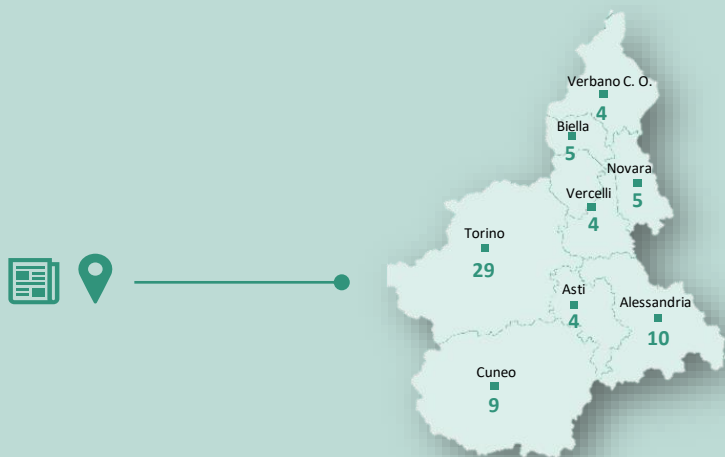 Verbano C. O.
4
Biella
5
Novara
5
Vercelli
4
Torino
29
Asti
4
Alessandria
10
Cuneo
9